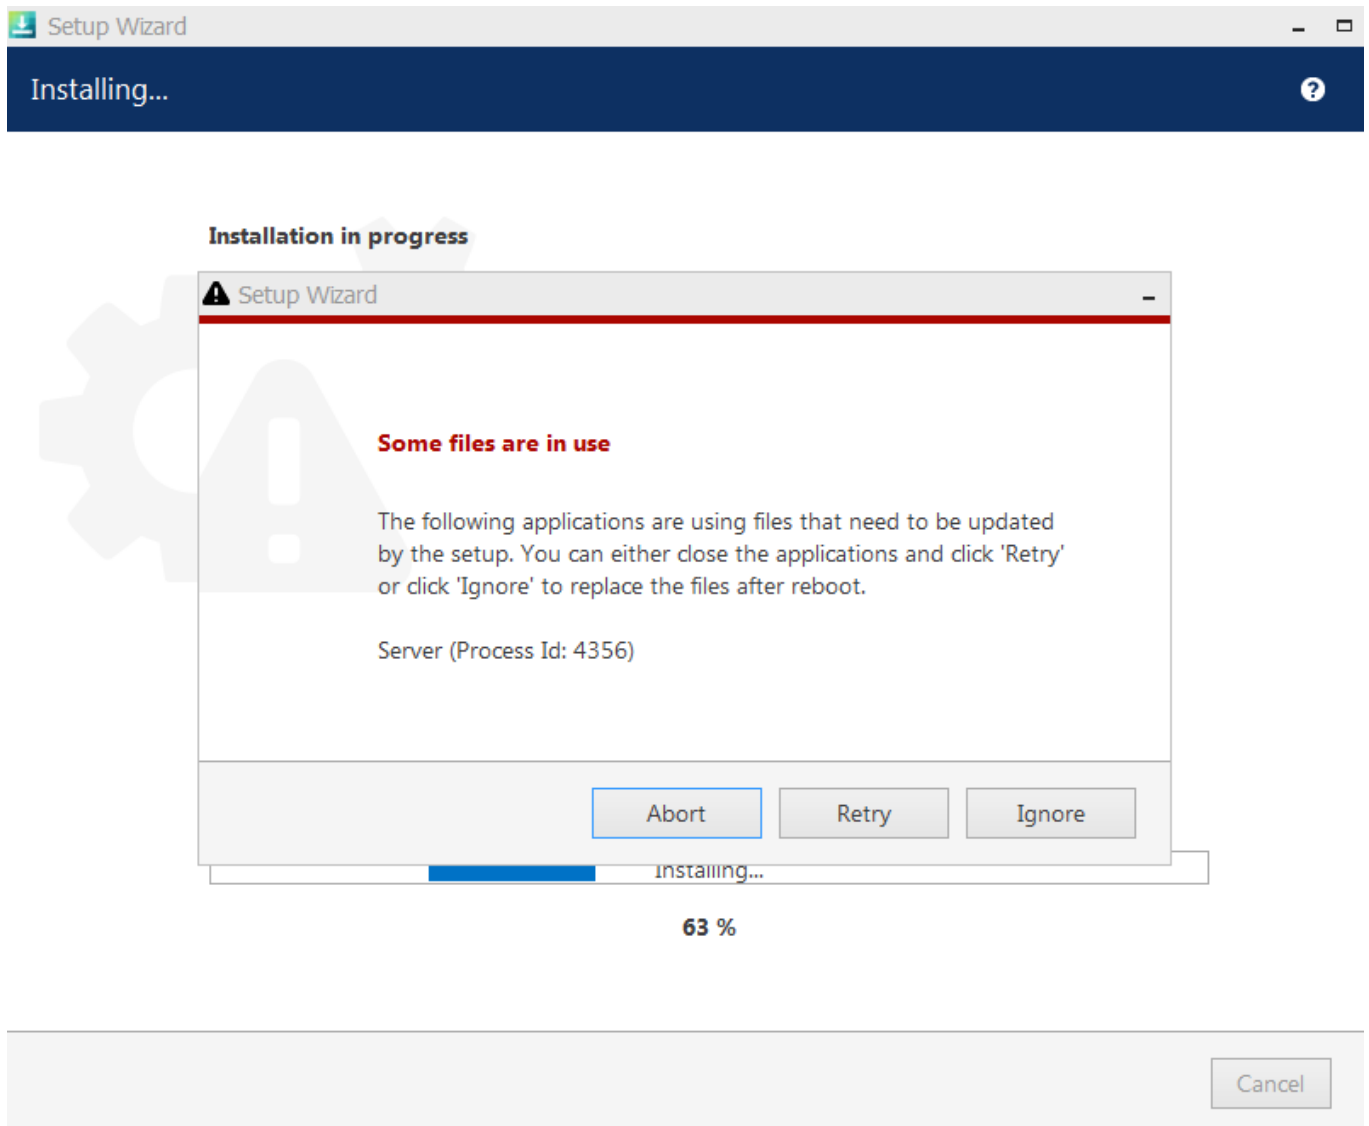 Setup Wizard
Installing...
Installation in progress
Setup Wizard
Some files are in use
The following applications are using files that need to be updated
by the setup. You can either close the applications and click 'Retry'
or click 'Ignore' to replace the files after reboot.
Server (Process Id: 4356)
Abort
Retry
Ignore
Installing...
63 %
Cancel